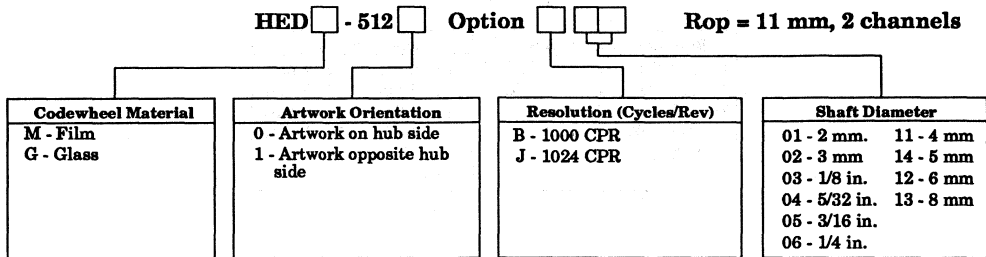 HED - 512 Option Rop = 11 mm, 2 channels
Codewheel Material
M - Film
G - Glass
Artwork Orientation
0 - Artwork on hub side
1 - Artwork opposite hub
side
Resolution (Cycles/Rev)
B - 1000 CPR
J - 1024 CPR
Shaft Diameter
01 - 2 mm. 11 - 4 mm
02 - 3 mm 14 - 5 mm
03 - 1/8 in. 12 - 6 mm
04 - 5/32 in. 13 - 8 mm
05 - 3/16 in.
06 - 1/4 in.